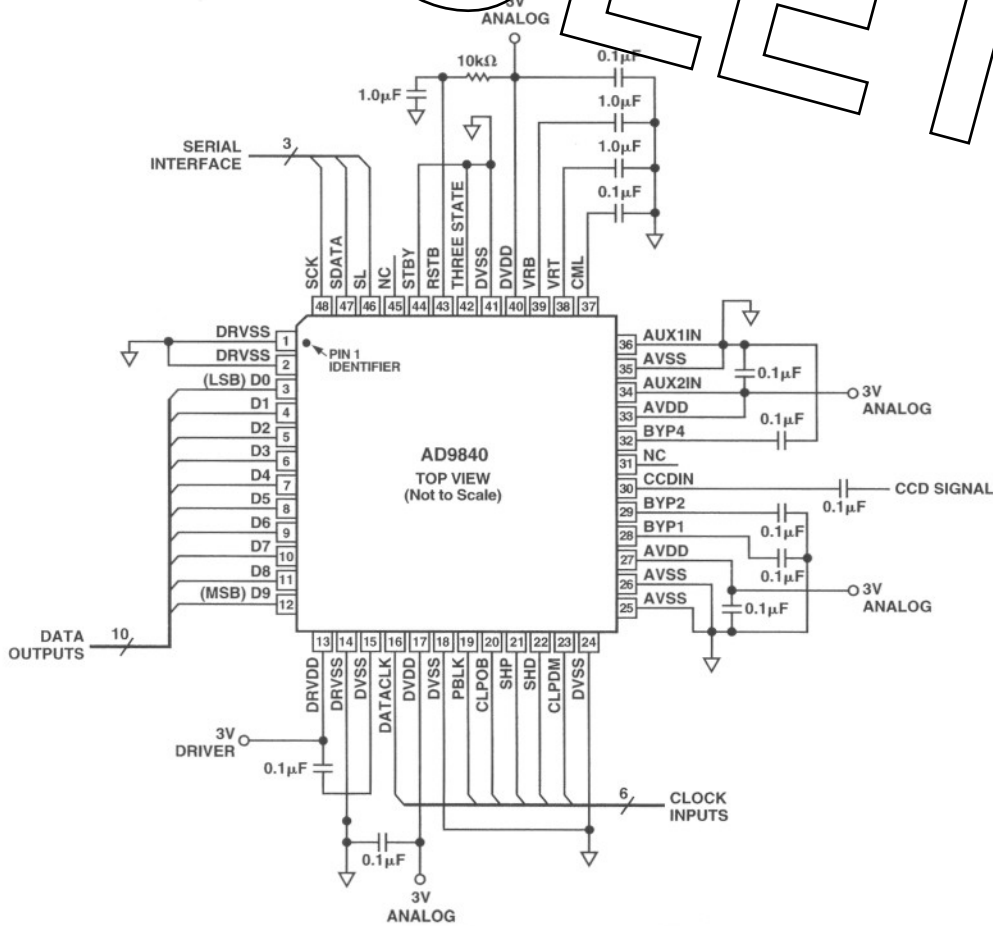 3V
ANALOG
LET
10kΩ
0.1µF
1.0µF
1.0µF
1.0µF
0.1µF
3
SERIAL
INTERFACE
SCK
SDATA
SL
NC
STBY
RSTB
THREE STATE
DVSS
DVDD
VRB
VRT
CML
48 47 46 45 44 43 42 41 40 39 38 37
DRVSS 1
DRVSS 2
(LSB) D0 3
D1 4
D2 5
D3 6
D4 7
D5 8
D6 9
D7 10
D8 11
(MSB) D9 12
PIN 1
IDENTIFIER
AD9840
TOP VIEW
(Not to Scale)
36 AUX1IN
35 AVSS
34 AUX2IN
33 AVDD
32 BYP4
31 NC
30 CCDIN
29 BYP2
28 BYP1
27 AVDD
26 AVSS
25 AVSS
0.1µF
3V
ANALOG
0.1µF
CCD SIGNAL
0.1µF
0.1µF
0.1µF
3V
ANALOG
0.1µF
DATA
OUTPUTS
10
13 14 15 16 17 18 19 20 21 22 23 24
DRVDD
DRVSS
DVSS
DATACLK
DVDD
DVSS
PBLK
CLPOB
SHP
SHD
CLPDM
DVSS
3V
DRIVER
0.1µF
6
CLOCK
INPUTS
0.1µF
3V
ANALOG